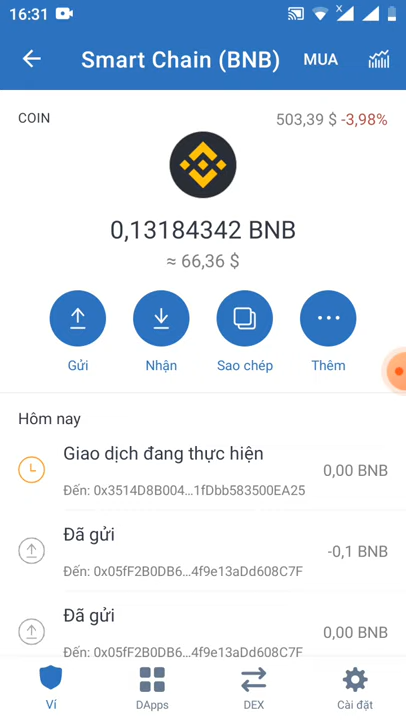 16:31
Smart Chain (BNB) MUA
COIN 503,39 $ -3,98%
0,13184342 BNB
≈ 66,36 $
Gửi Nhận Sao chép Thêm
Hôm nay
Giao dịch đang thực hiện 0,00 BNB
Đến: 0x3514D8B004...1fDbb583500EA25
Đã gửi -0,1 BNB
Đến: 0x05fF2B0DB6...4f9e13aDd608C7F
Đã gửi 0,00 BNB
Đến: 0x05fF2B0DB6...4f9e13aDd608C7F
Ví DApps DEX Cài đặt